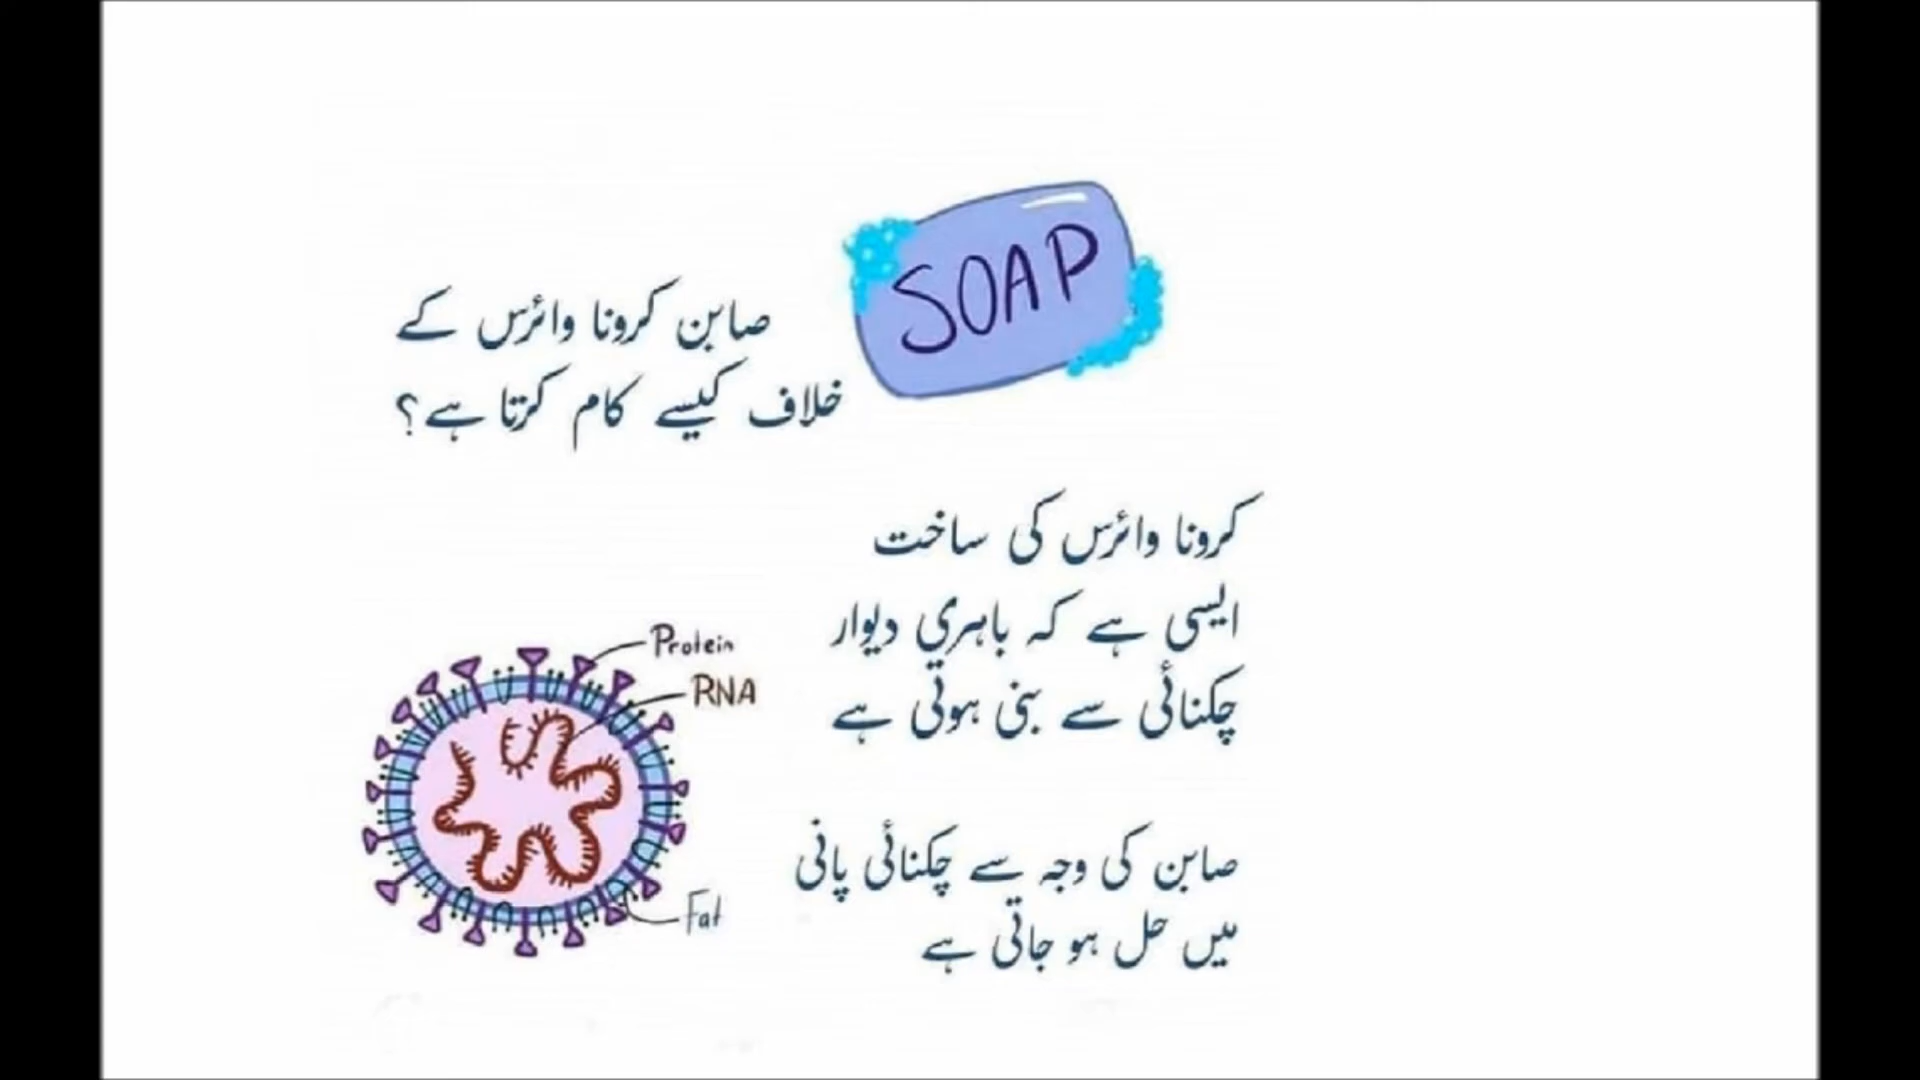 SOAP
صابن کرونا وائرس کے
خلاف کیسے کام کرتا ہے؟
کرونا وائرس کی ساخت
ایسی ہے کہ باہری دیوار
چکنائی سے بنی ہوتی ہے
Protein
RNA
Fat
صابن کی وجہ سے چکنائی پانی
میں حل ہو جاتی ہے